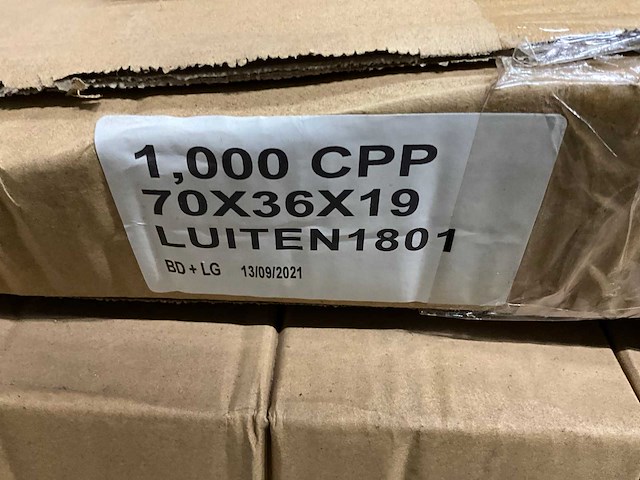 1,000 CPP
70X36X19
LUITEN1801
BD + LG 13/09/2021